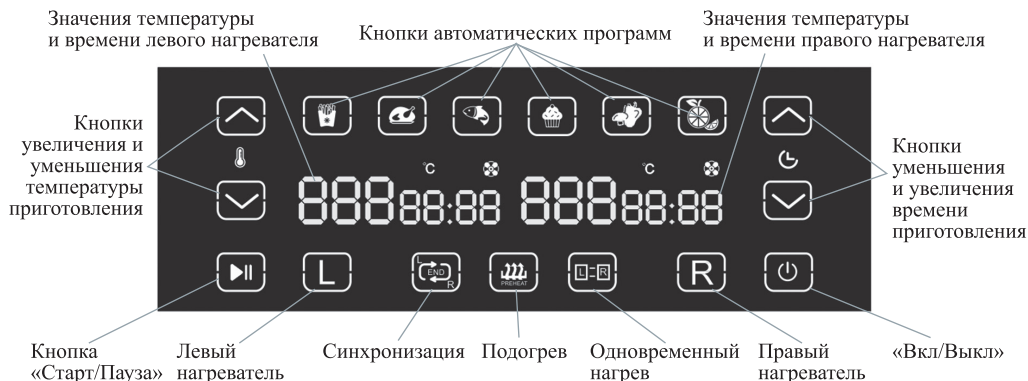 Значения температуры
и времени левого нагревателя
Кнопки автоматических программ
Значения температуры
и времени правого нагревателя
Кнопки
увеличения и
уменьшения
температуры
приготовления
°C
888 88:88
°C
888 88:88
Кнопки
уменьшения
и увеличения
времени
приготовления
L
L
END
R
PREHEAT
L=R
R
Кнопка
«Старт/Пауза»
Левый
нагреватель
Синхронизация
Подогрев
Одновременный
нагрев
Правый
нагреватель
«Вкл/Выкл»